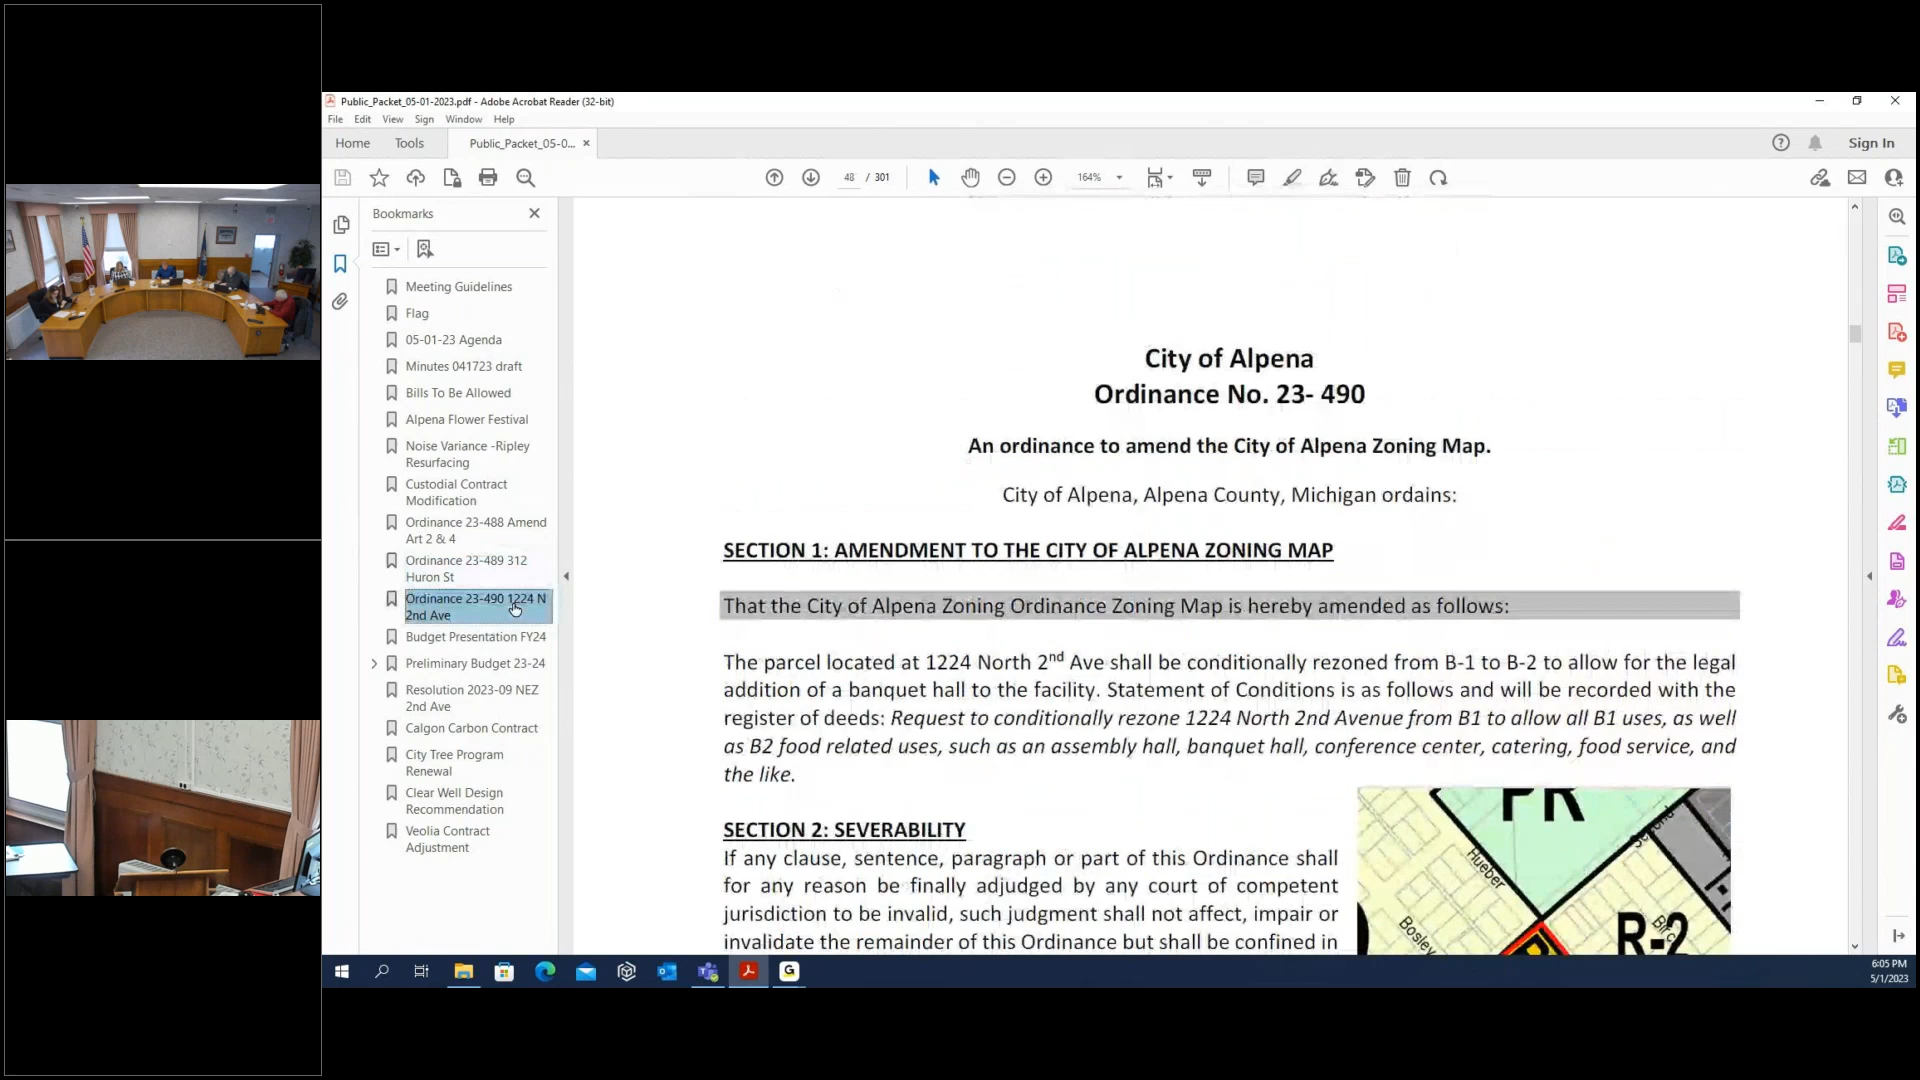 Public_Packet_05-01-2023.pdf - Adobe Acrobat Reader (32-bit)
File Edit View Sign Window Help
Home Tools Public_Packet_05-0... ×
Sign In
48 / 301
164%
Bookmarks
Meeting Guidelines
Flag
05-01-23 Agenda
Minutes 041723 draft
Bills To Be Allowed
Alpena Flower Festival
Noise Variance -Ripley
Resurfacing
Custodial Contract
Modification
Ordinance 23-488 Amend
Art 2 & 4
Ordinance 23-489 312
Huron St
Ordinance 23-490 1224 N
2nd Ave
Budget Presentation FY24
Preliminary Budget 23-24
Resolution 2023-09 NEZ
2nd Ave
Calgon Carbon Contract
City Tree Program
Renewal
Clear Well Design
Recommendation
Veolia Contract
Adjustment
City of Alpena
Ordinance No. 23- 490
An ordinance to amend the City of Alpena Zoning Map.
City of Alpena, Alpena County, Michigan ordains:
SECTION 1: AMENDMENT TO THE CITY OF ALPENA ZONING MAP
That the City of Alpena Zoning Ordinance Zoning Map is hereby amended as follows:
The parcel located at 1224 North 2nd Ave shall be conditionally rezoned from B-1 to B-2 to allow for the legal
addition of a banquet hall to the facility. Statement of Conditions is as follows and will be recorded with the
register of deeds: Request to conditionally rezone 1224 North 2nd Avenue from B1 to allow all B1 uses, as well
as B2 food related uses, such as an assembly hall, banquet hall, conference center, catering, food service, and
the like.
SECTION 2: SEVERABILITY
If any clause, sentence, paragraph or part of this Ordinance shall
for any reason be finally adjudged by any court of competent
jurisdiction to be invalid, such judgment shall not affect, impair or
invalidate the remainder of this Ordinance but shall be confined in
PR
Hueber
Bosley
R-2
6:05 PM
5/1/2023